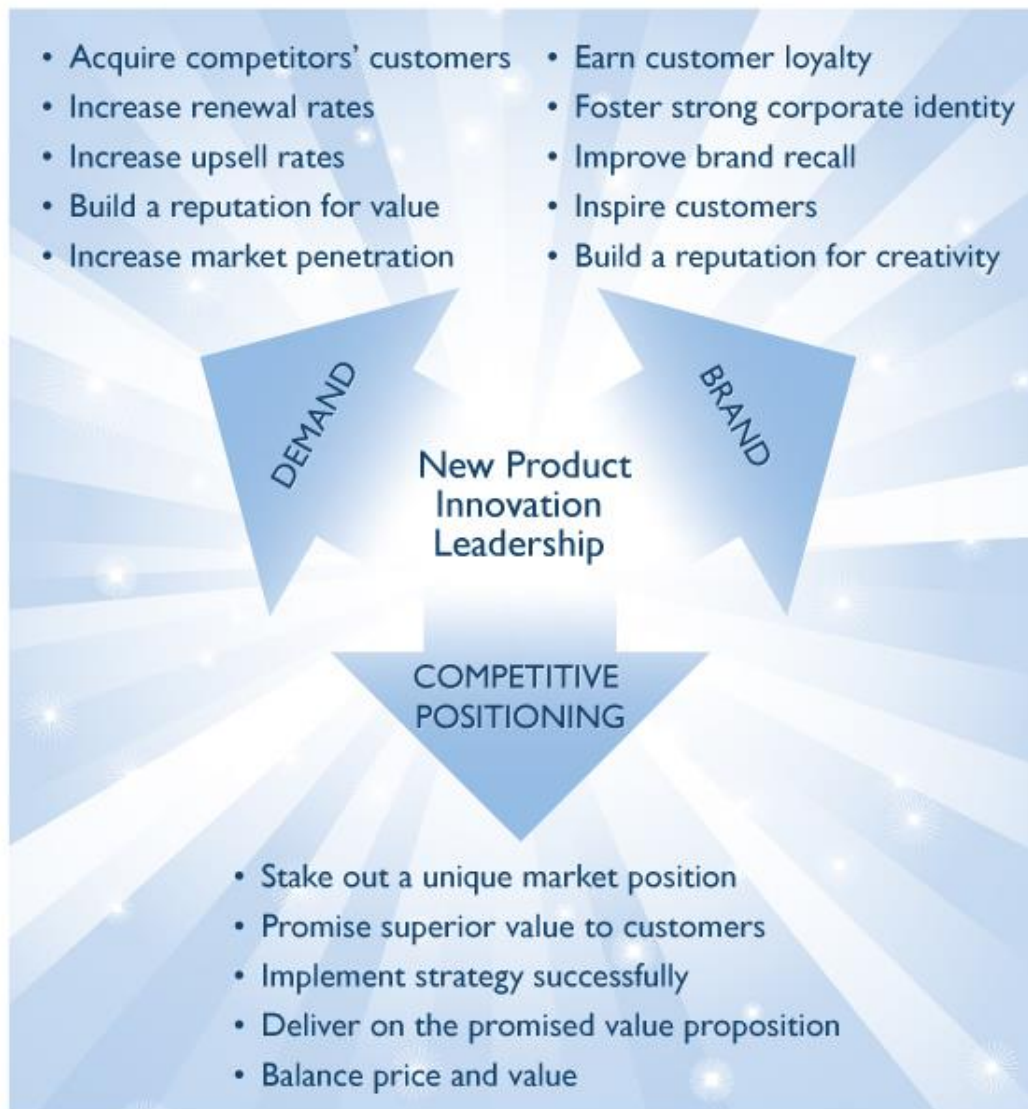 • Acquire competitors’ customers
• Increase renewal rates
• Increase upsell rates
• Build a reputation for value
• Increase market penetration
• Earn customer loyalty
• Foster strong corporate identity
• Improve brand recall
• Inspire customers
• Build a reputation for creativity
DEMAND
BRAND
New Product
Innovation
Leadership
COMPETITIVE
POSITIONING
• Stake out a unique market position
• Promise superior value to customers
• Implement strategy successfully
• Deliver on the promised value proposition
• Balance price and value